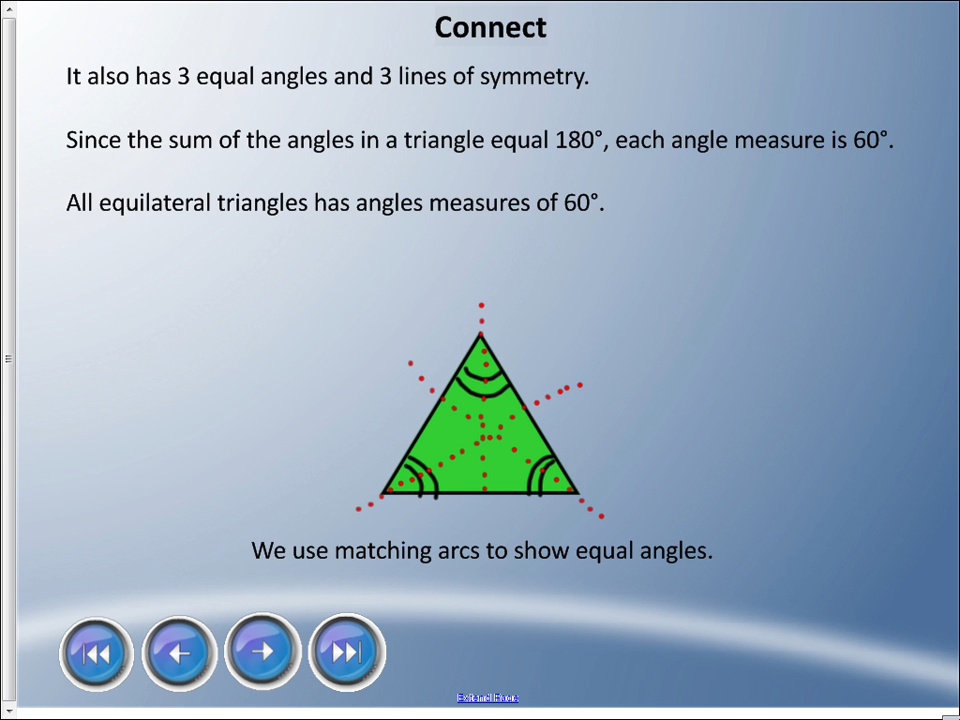 Connect
It also has 3 equal angles and 3 lines of symmetry.
Since the sum of the angles in a triangle equal 180°, each angle measure is 60°.
All equilateral triangles has angles measures of 60°.
We use matching arcs to show equal angles.
Extend Page